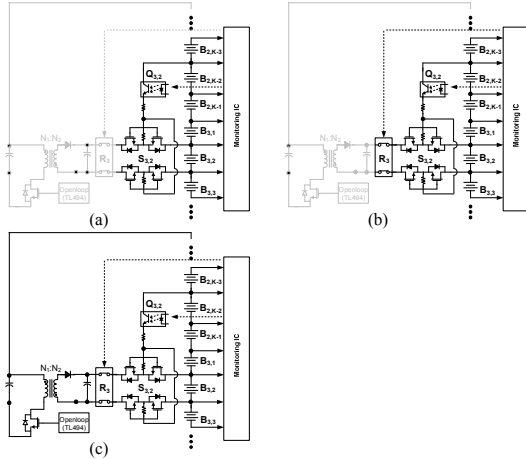 B2,K-3
Q3,2
B2,K-2
B2,K-1
N1:N2
B3,1
R3
S3,2
B3,2
Openloop
(TL494)
B3,3
Monitoring IC
(a)
B2,K-3
Q3,2
B2,K-2
B2,K-1
N1:N2
B3,1
R3
S3,2
B3,2
Openloop
(TL494)
B3,3
Monitoring IC
(b)
B2,K-3
Q3,2
B2,K-2
B2,K-1
N1:N2
B3,1
R3
S3,2
B3,2
Openloop
(TL494)
B3,3
Monitoring IC
(c)